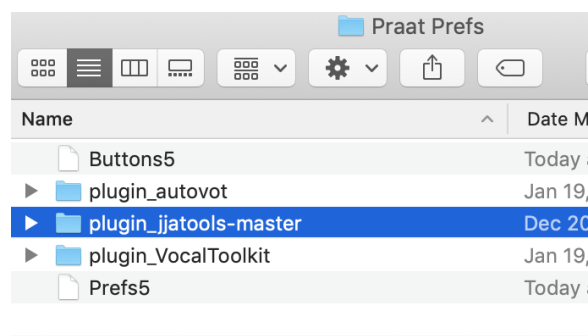 Praat Prefs
Name Date M
Buttons5 Today
plugin_autovot Jan 19,
plugin_jjatools-master Dec 20
plugin_VocalToolkit Jan 19,
Prefs5 Today